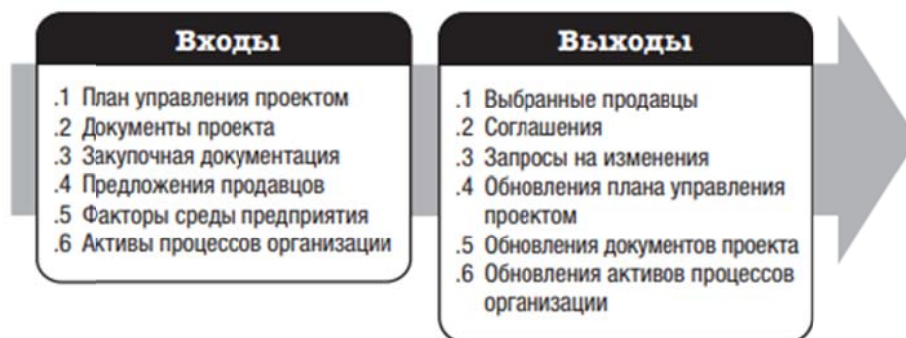 Входы
.1 План управления проектом
.2 Документы проекта
.3 Закупочная документация
.4 Предложения продавцов
.5 Факторы среды предприятия
.6 Активы процессов организации
Выходы
.1 Выбранные продавцы
.2 Соглашения
.3 Запросы на изменения
.4 Обновления плана управления
проектом
.5 Обновления документов проекта
.6 Обновления активов процессов
организации